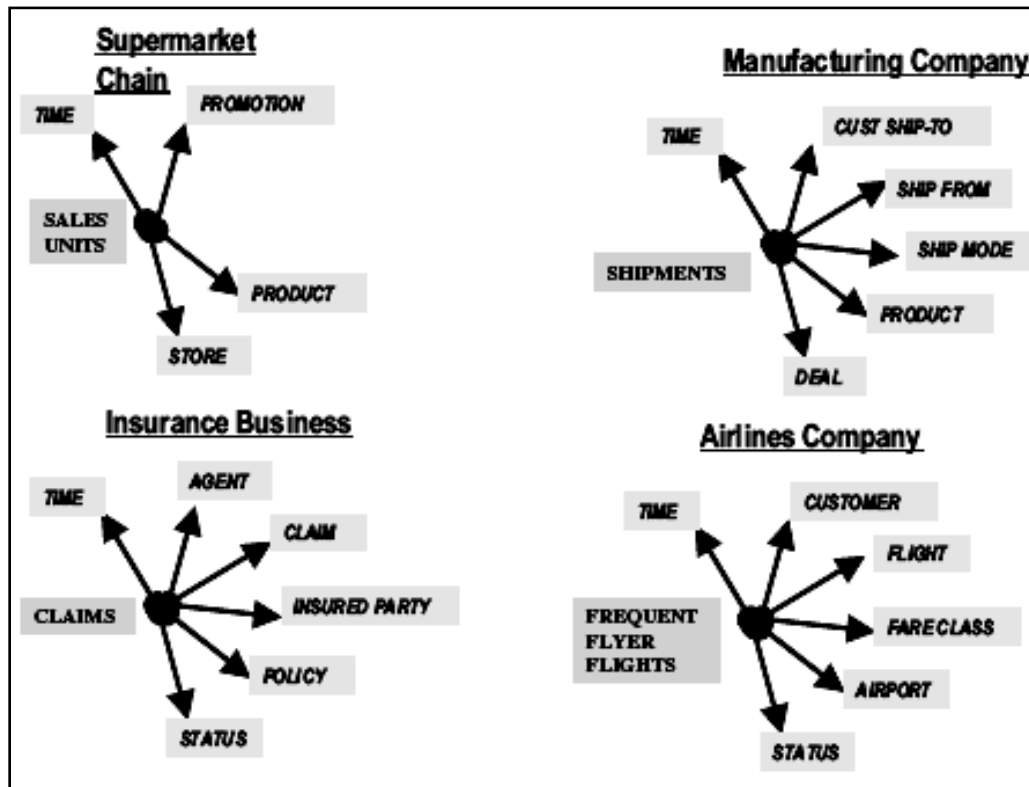 Supermarket
Chain
TIME
PROMOTION
SALES
UNITS
PRODUCT
STORE
Manufacturing Company
TIME
CUST SHIP-TO
SHIP FROM
SHIP MODE
SHIPMENTS
PRODUCT
DEAL
Insurance Business
TIME
AGENT
CLAIM
INSURED PARTY
CLAIMS
POLICY
STATUS
Airlines Company
TIME
CUSTOMER
FLIGHT
FARE CLASS
FREQUENT
FLYER
FLIGHTS
AIRPORT
STATUS